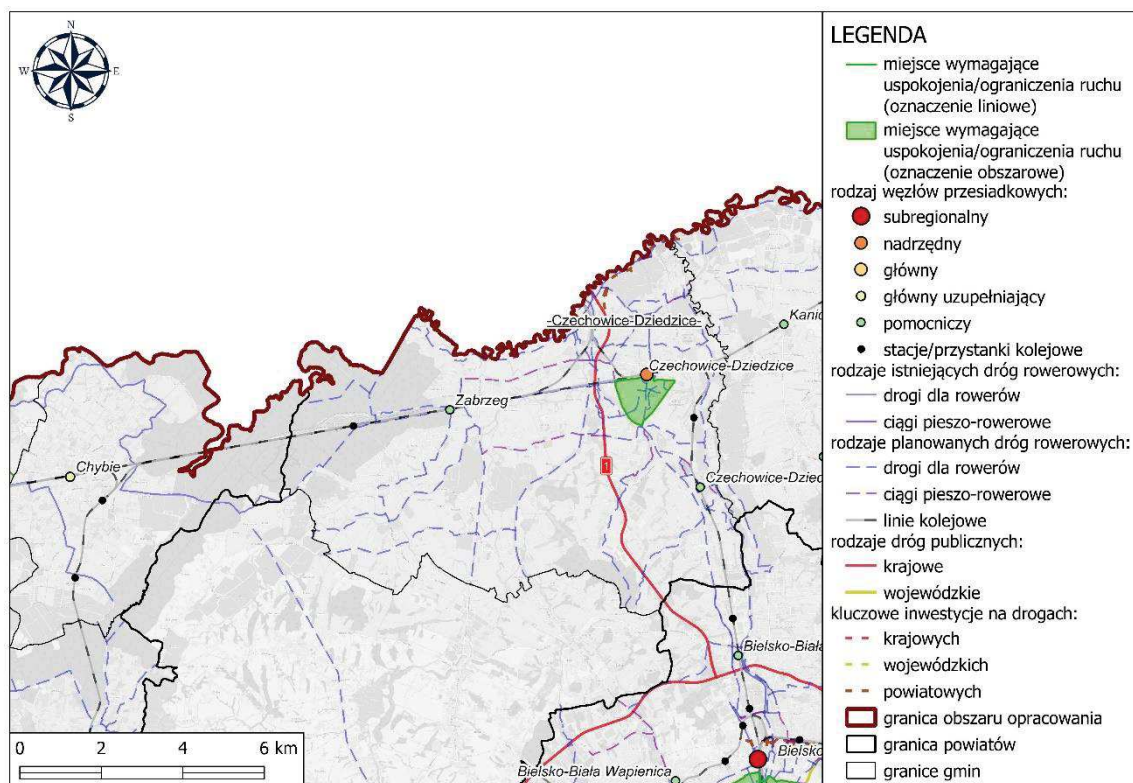 N
W
E
S
-Czechowice-Dziedzice-
Kanio
Czechowice-Dziedzice
Zabrzeg
Chybie
1
Czechowice-Dzied
Bielsko-Biała
Bielsko
Bielsko-Biała Wapienica
0 2 4 6 km
LEGENDA
miejsce wymagające
uspokojenia/ograniczenia ruchu
(oznaczenie liniowe)
miejsce wymagające
uspokojenia/ograniczenia ruchu
(oznaczenie obszarowe)
rodzaj węzłów przesiadkowych:
subregionalny
nadrzędny
główny
główny uzupełniający
pomocniczy
stacje/przystanki kolejowe
rodzaje istniejących dróg rowerowych:
drogi dla rowerów
ciągi pieszo-rowerowe
rodzaje planowanych dróg rowerowych:
drogi dla rowerów
ciągi pieszo-rowerowe
linie kolejowe
rodzaje dróg publicznych:
krajowe
wojewódzkie
kluczowe inwestycje na drogach:
krajowych
wojewódzkich
powiatowych
granica obszaru opracowania
granica powiatów
granice gmin